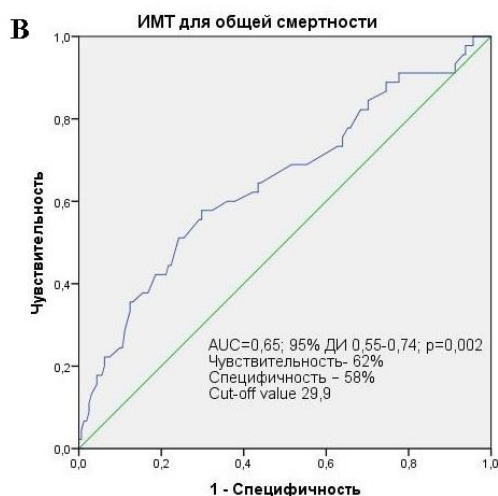 B
ИМТ для общей смертности
Чувствительность
1,0
0,8
0,6
0,4
0,2
0,0
AUC=0,65; 95% ДИ 0,55-0,74; p=0,002
Чувствительность- 62%
Специфичность – 58%
Cut-off value 29,9
0,0 0,2 0,4 0,6 0,8 1,0
1 - Специфичность